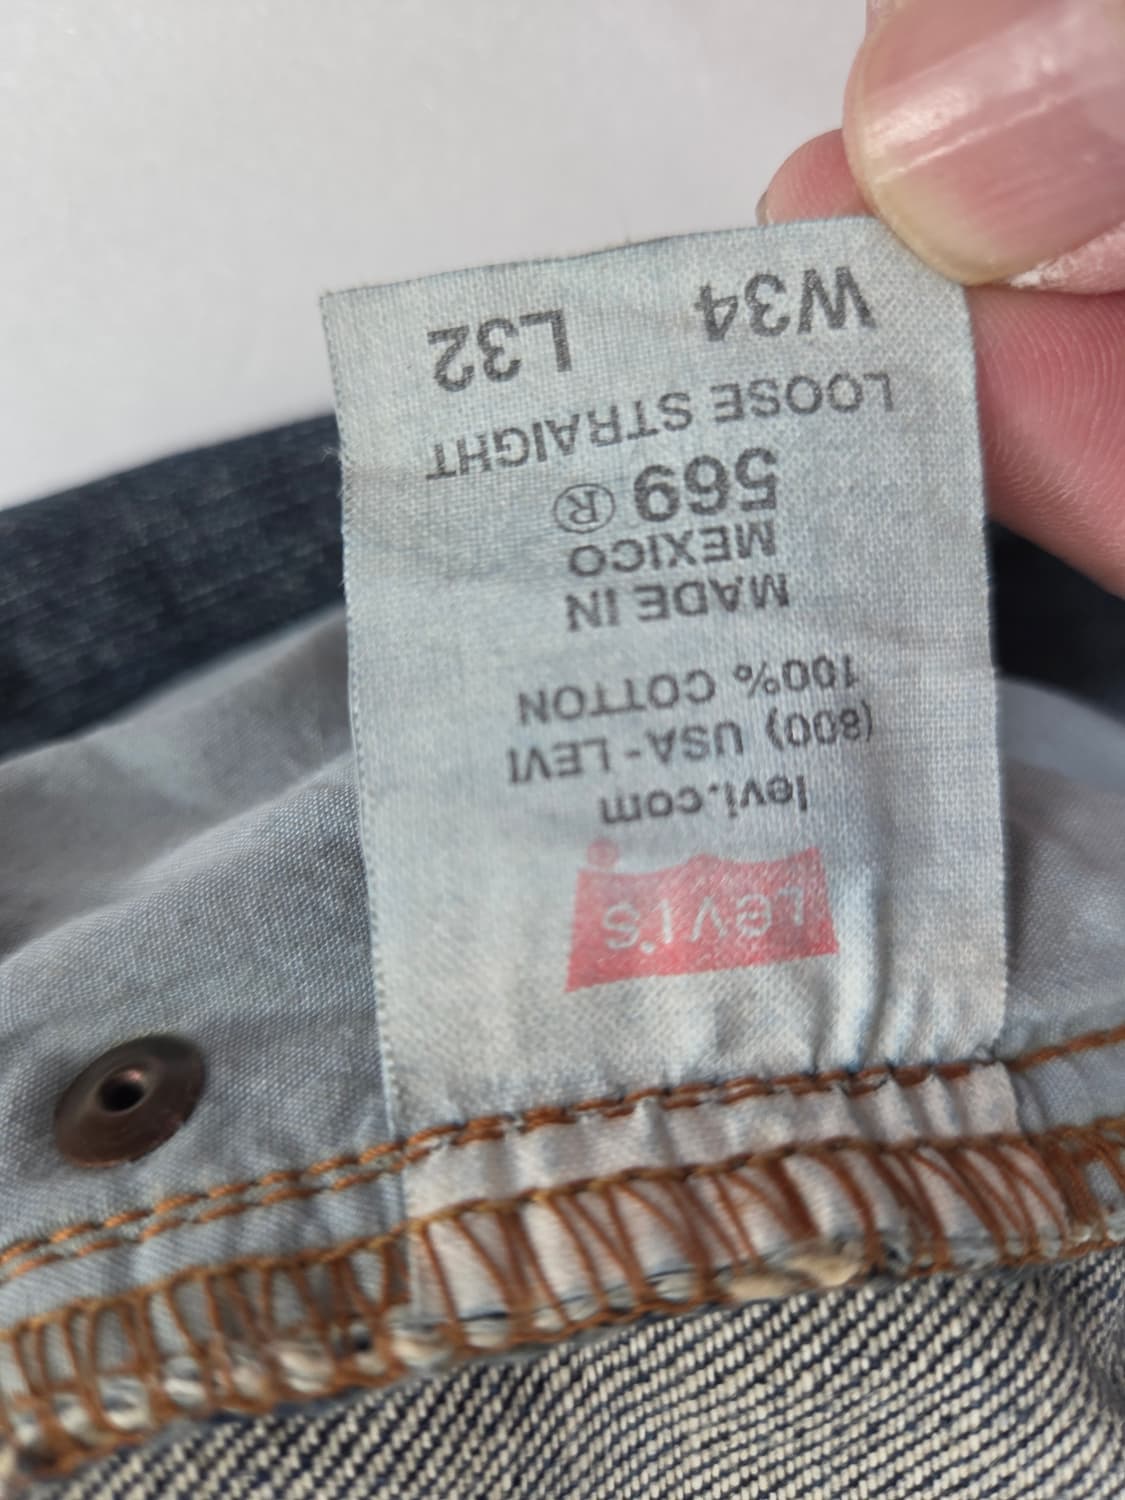 Levi's®
levi.com
(800) USA-LEVI
100% COTTON
MADE IN
MEXICO
569®
LOOSE STRAIGHT
W34 L32